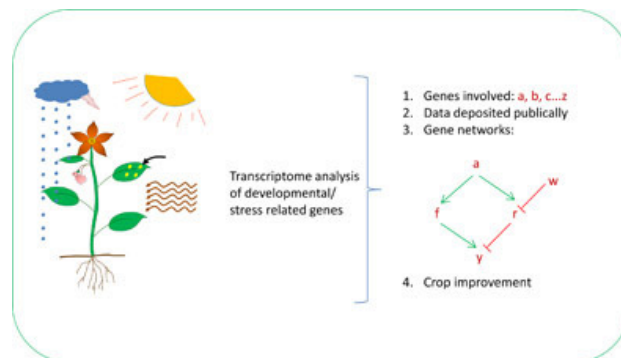 Transcriptome analysis
of developmental/
stress related genes
1. Genes involved: a, b, c...z
2. Data deposited publically
3. Gene networks:
a
w
f
r
y
4. Crop improvement